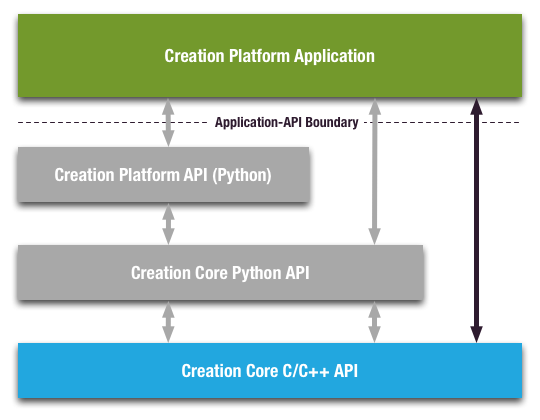 Creation Platform Application
Application-API Boundary
Creation Platform API (Python)
Creation Core Python API
Creation Core C/C++ API